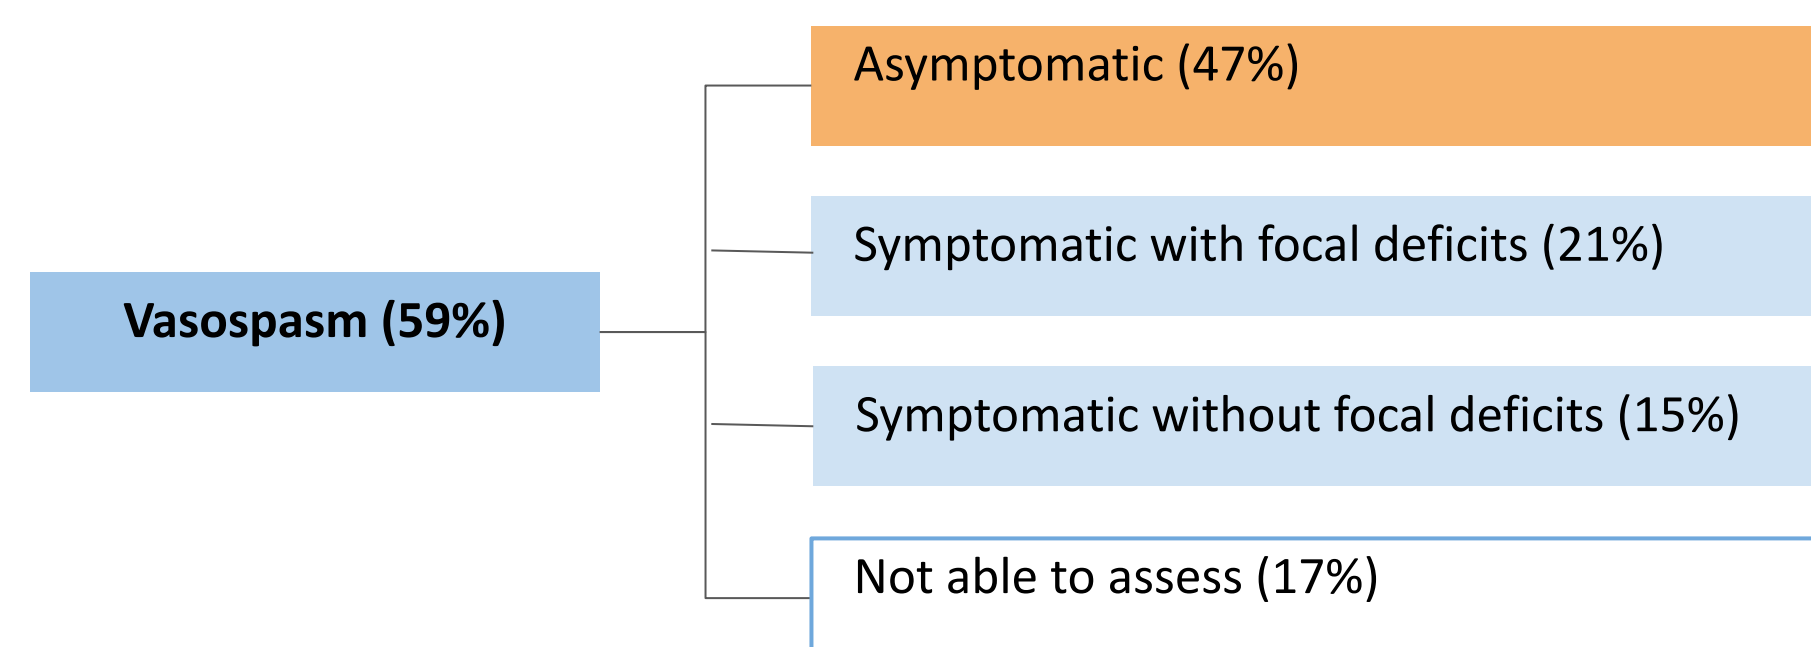 Asymptomatic (47%)
Symptomatic with focal deficits (21%)
Vasospasm (59%)
Symptomatic without focal deficits (15%)
Not able to assess (17%)